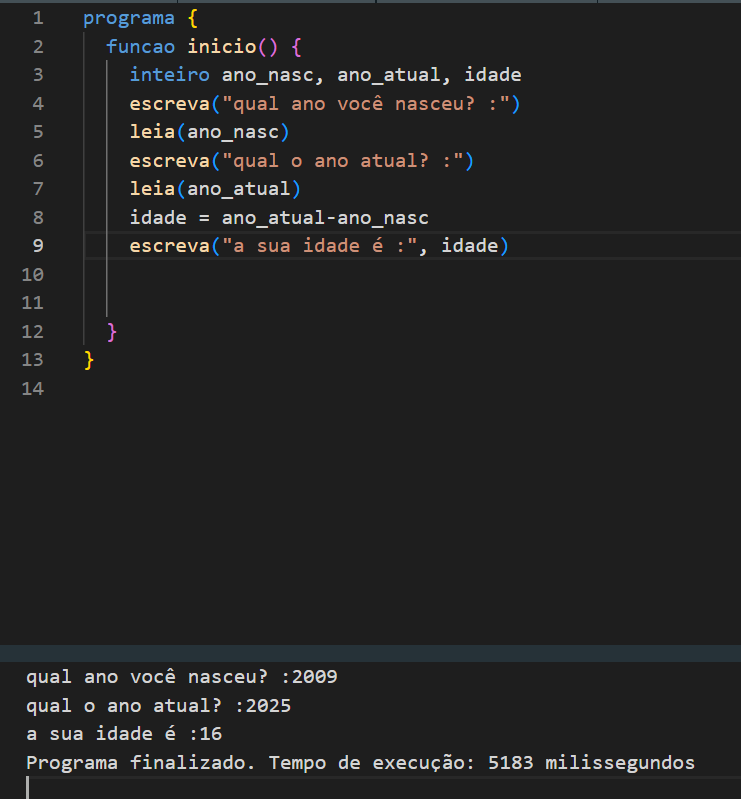 1 programa {
2 funcao inicio() {
3 inteiro ano_nasc, ano_atual, idade
4 escreva("qual ano você nasceu? :")
5 leia(ano_nasc)
6 escreva("qual o ano atual? :")
7 leia(ano_atual)
8 idade = ano_atual-ano_nasc
9 escreva("a sua idade é :", idade)
10
11
12 }
13 }
14
qual ano você nasceu? :2009
qual o ano atual? :2025
a sua idade é :16
Programa finalizado. Tempo de execução: 5183 milissegundos